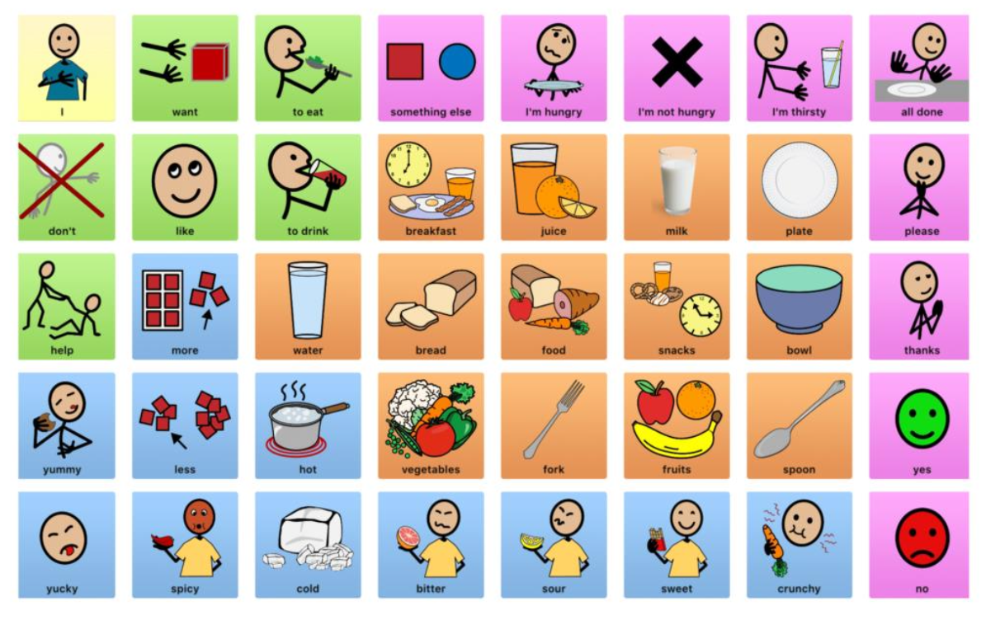 I want to eat something else I'm hungry I'm not hungry I'm thirsty all done
don't like to drink breakfast juice milk plate please
help more water bread food snacks bowl thanks
yummy less hot vegetables fork fruits spoon yes
yucky spicy cold bitter sour sweet crunchy no